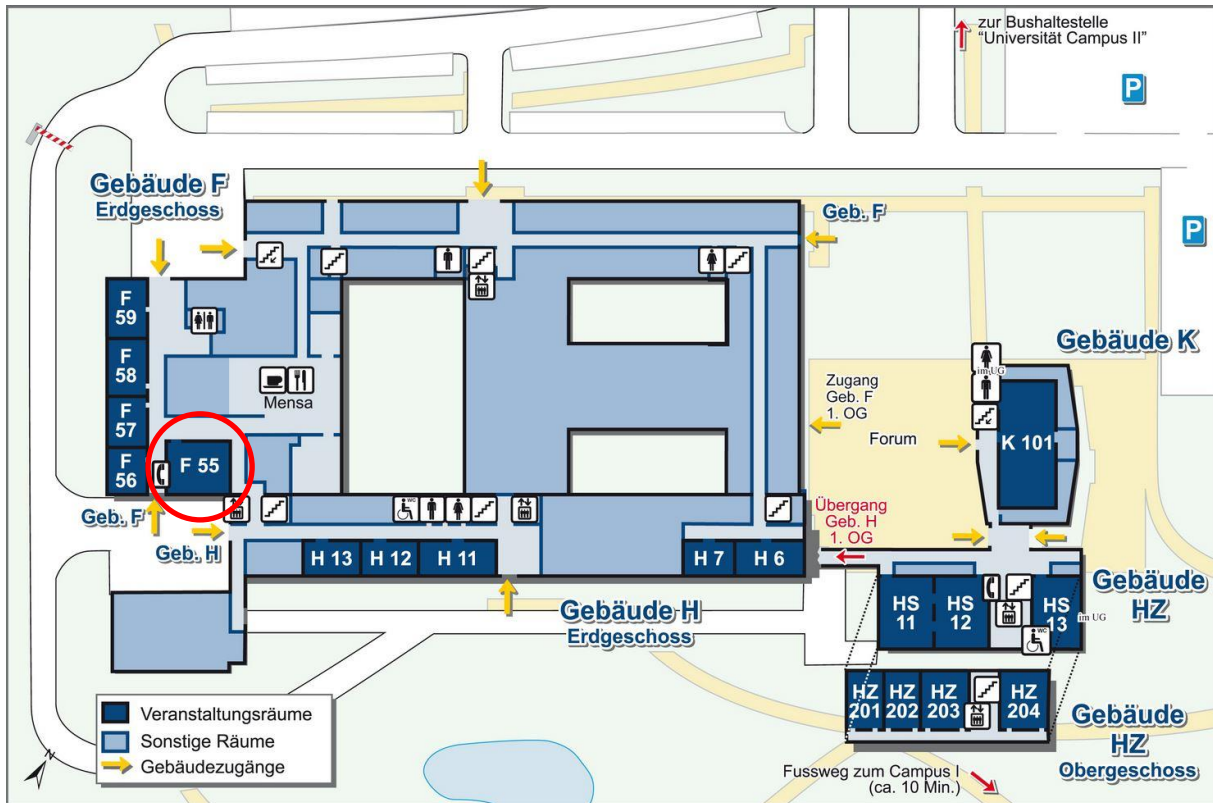 zur Bushaltestelle
"Universität Campus II"
P
Gebäude F
Erdgeschoss
Geb. F
P
F
59
F
58
F
57
F
56
F 55
Mensa
Gebäude K
im UG
Zugang
Geb. F
1. OG
Forum
K 101
Geb. F
Geb. H
WC
Übergang
Geb. H
1. OG
H 13
H 12
H 11
H 7
H 6
Gebäude H
Erdgeschoss
HS
11
HS
12
HS
13
im UG
WC
Gebäude
HZ
HZ
201
HZ
202
HZ
203
HZ
204
Gebäude
HZ
Obergeschoss
Veranstaltungsräume
Sonstige Räume
Gebäudezugänge
N
Fussweg zum Campus I
(ca. 10 Min.)